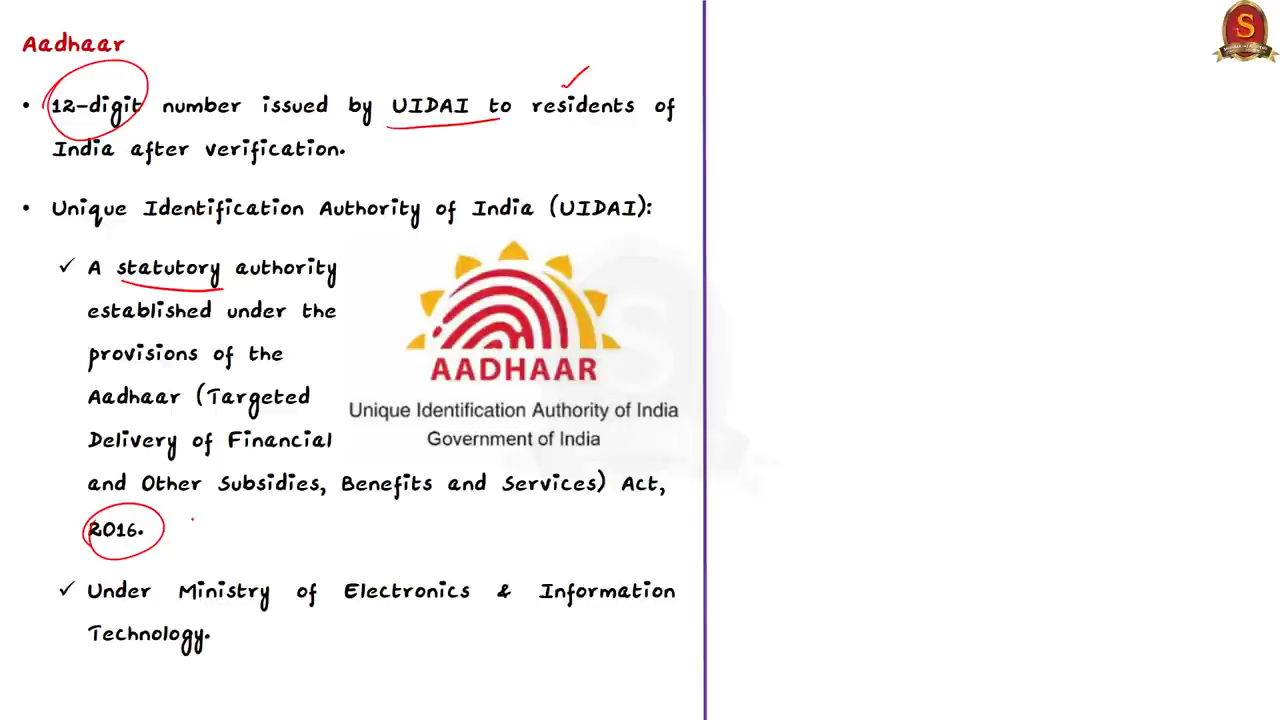 Aadhaar
• 12-digit number issued by UIDAI to residents of
India after verification.
• Unique Identification Authority of India (UIDAI):
✓ A statutory authority
established under the
provisions of the
Aadhaar (Targeted
Delivery of Financial
and Other Subsidies, Benefits and Services) Act,
2016.
✓ Under Ministry of Electronics & Information
Technology.
AADHAAR
Unique Identification Authority of India
Government of India
S